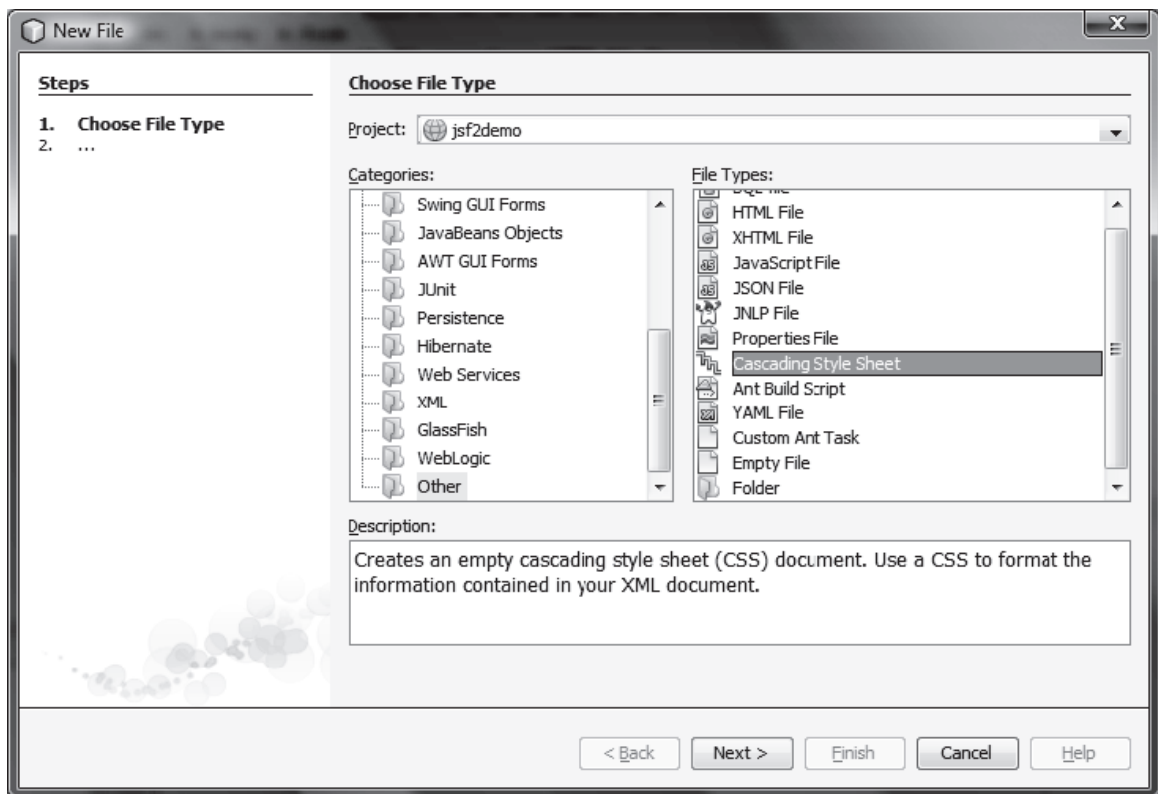 New File
X
Steps
1. Choose File Type
2. ...
Choose File Type
Project: jsf2demo
Categories:
Swing GUI Forms
JavaBeans Objects
AWT GUI Forms
JUnit
Persistence
Hibernate
Web Services
XML
GlassFish
WebLogic
Other
File Types:
HTML File
XHTML File
JavaScript File
JSON File
JNLP File
Properties File
Cascading Style Sheet
Ant Build Script
YAML File
Custom Ant Task
Empty File
Folder
Description:
Creates an empty cascading style sheet (CSS) document. Use a CSS to format the
information contained in your XML document.
< Back
Next >
Finish
Cancel
Help